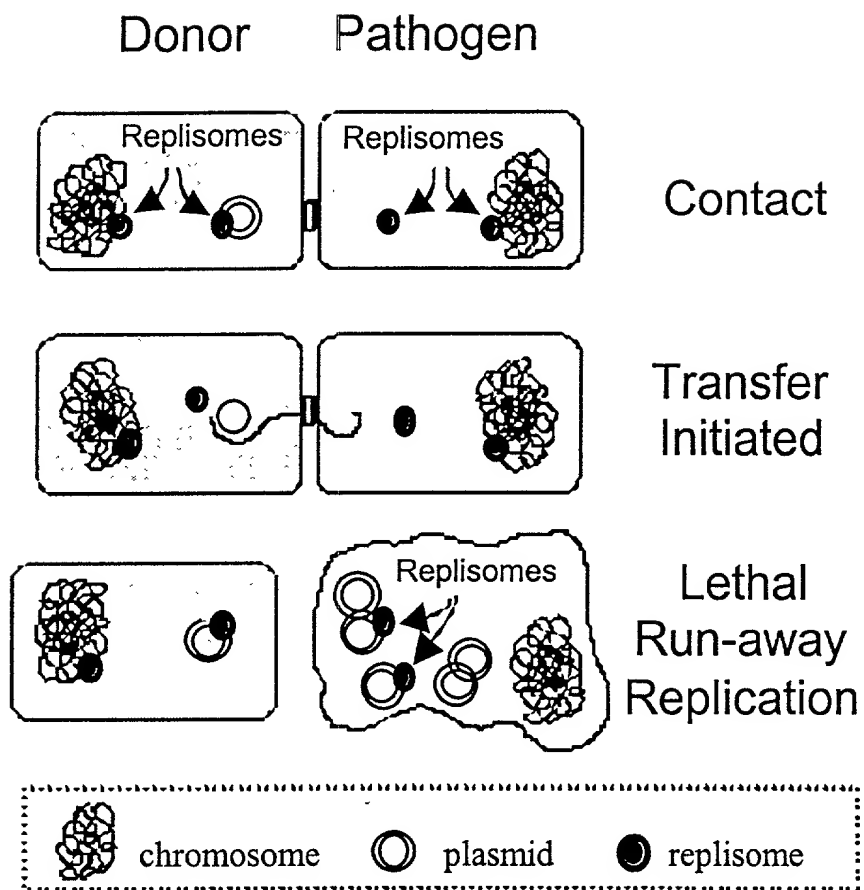 Donor Pathogen
Replisomes Replisomes
Contact
Transfer
Initiated
Replisomes
Lethal
Run-away
Replication
chromosome plasmid replisome